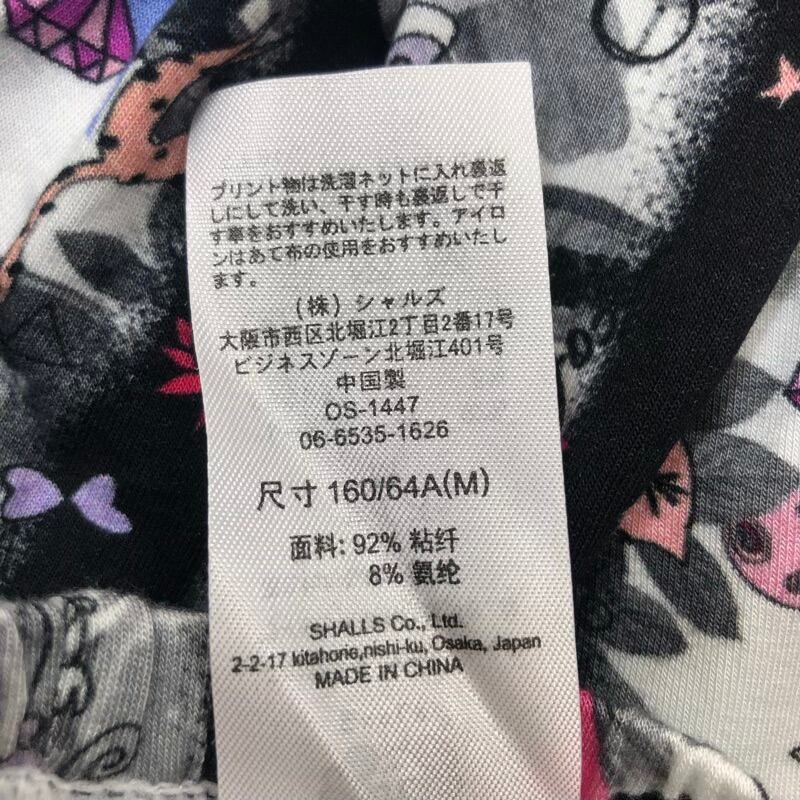 プリント物は洗濯ネットに入れ裏返
しにして洗い、干す時も裏返しで干
す事をおすすめいたします。アイロ
ンはあて布の使用をおすすめいたし
ます。
(株) シャルズ
大阪市西区北堀江2丁目2番17号
ビジネスゾーン北堀江401号
中国製
OS-1447
06-6535-1626
尺寸 160/64A(M)
面料: 92% 粘纤
8% 氨纶
SHALLS Co., Ltd.
2-2-17 kitahorie,nishi-ku, Osaka, Japan
MADE IN CHINA